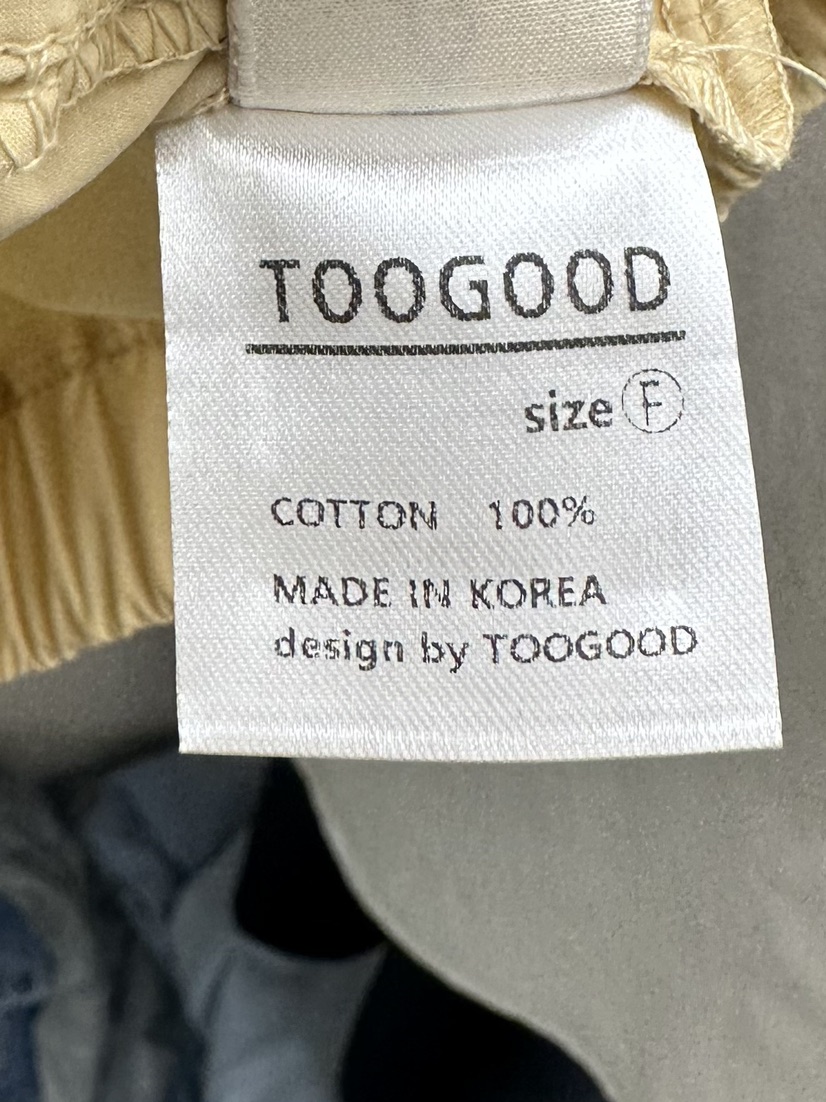 TOOGOOD
size Ⓕ
COTTON 100%
MADE IN KOREA
design by TOOGOOD